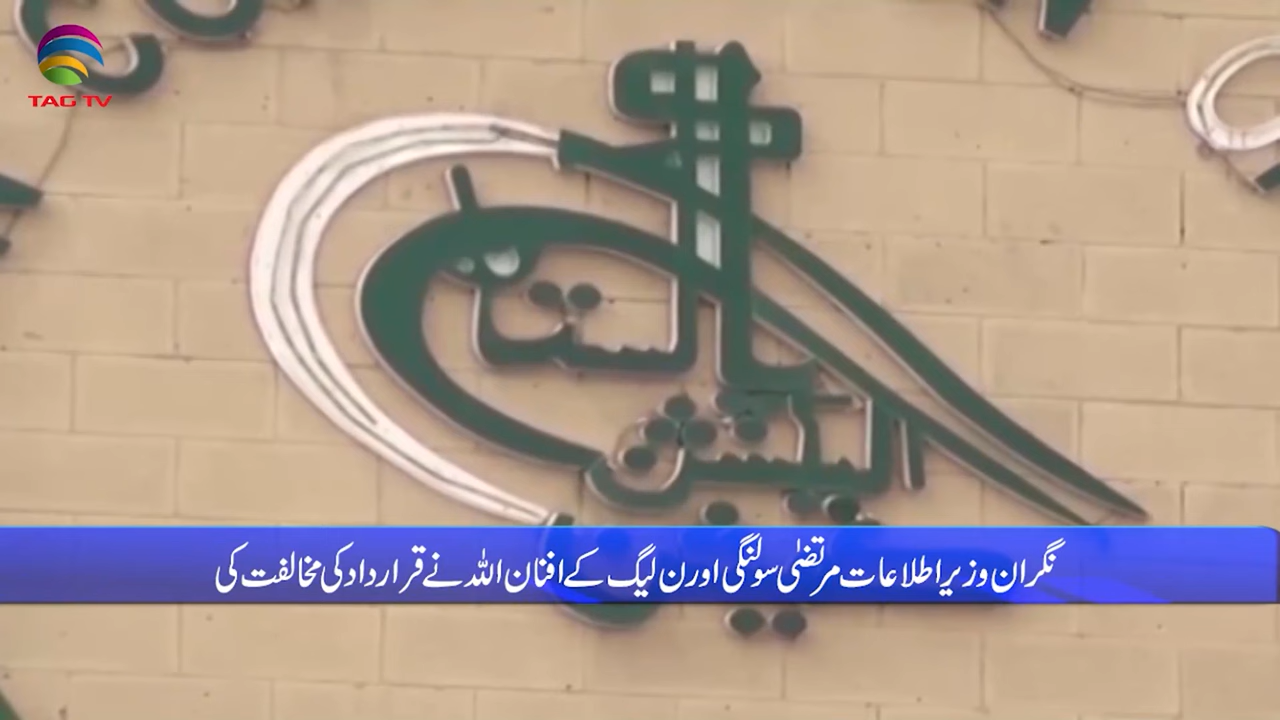 TAG TV
پاکستان
الیکشن
نگران وزیر اطلاعات مرتضیٰ سولنگی اور ن لیگ کے افنان اللہ نے قرارداد کی مخالفت کی